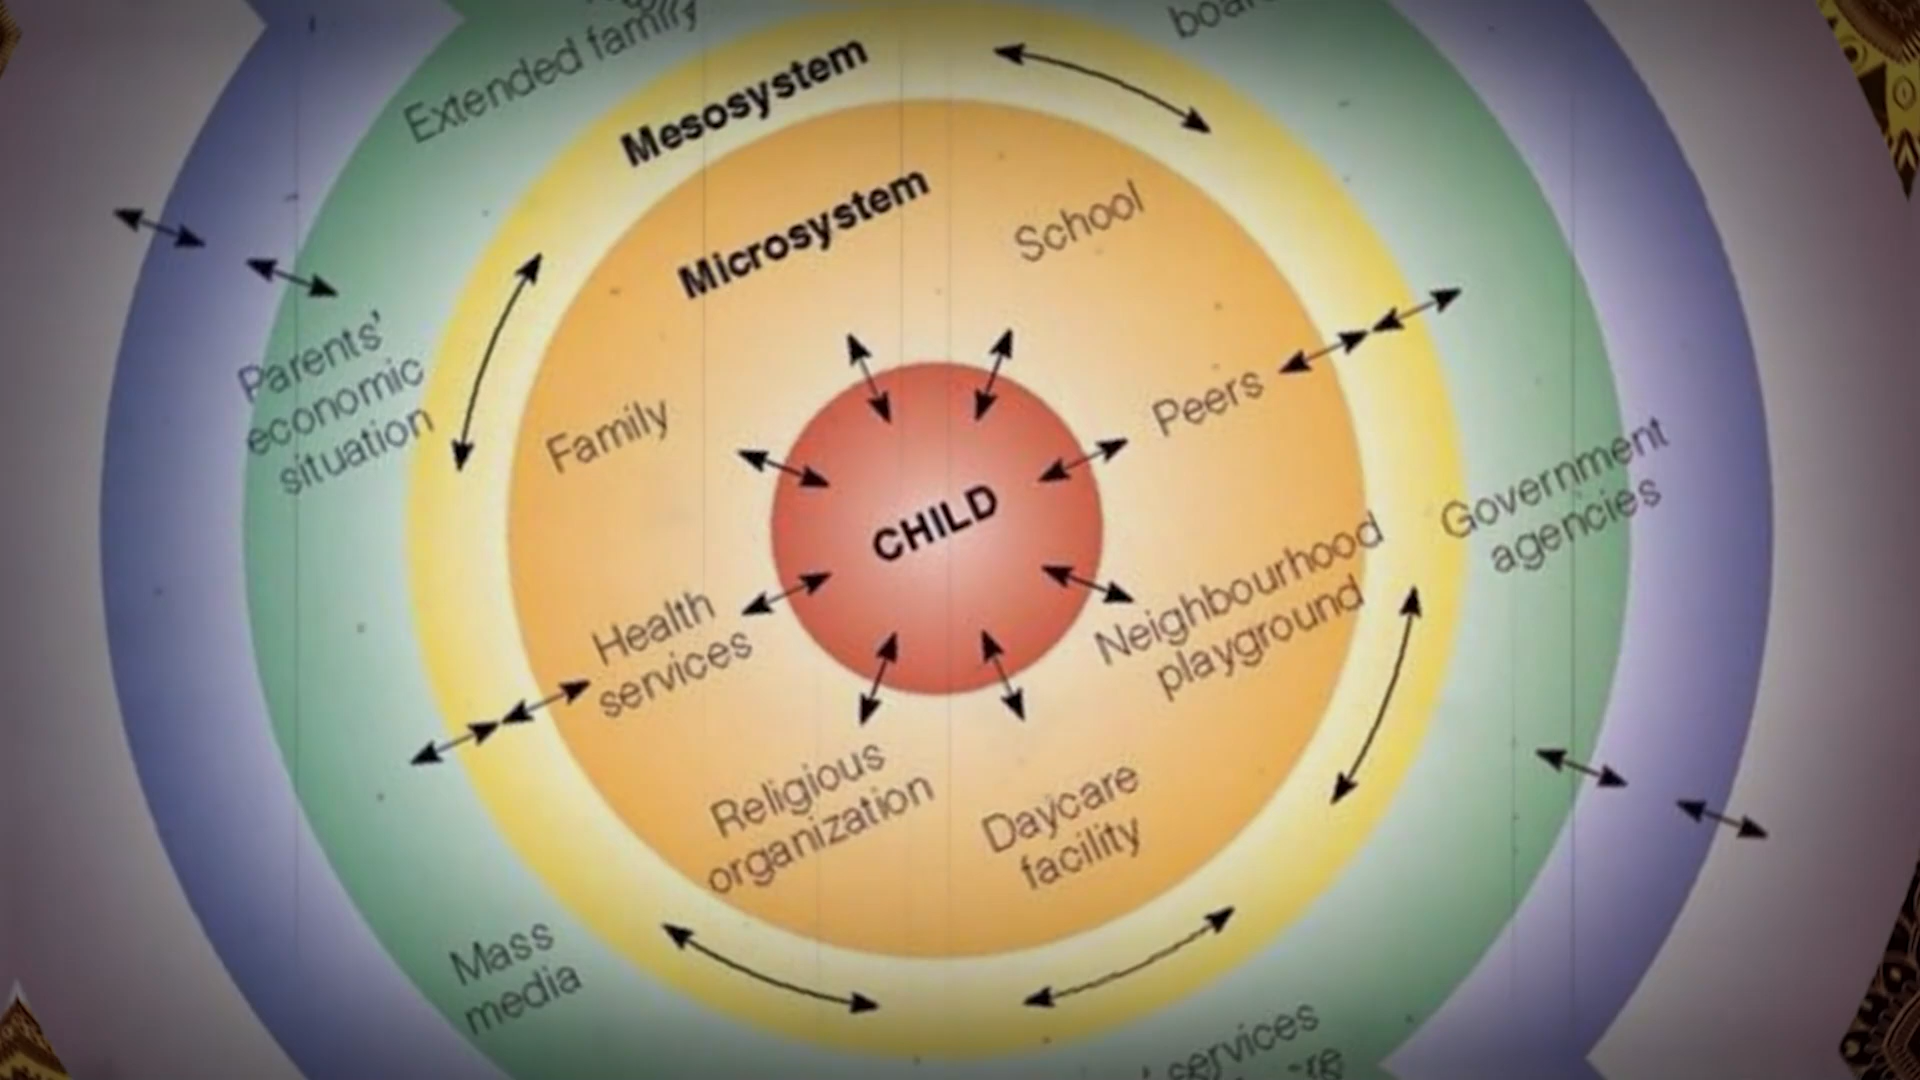 Extended family
Mesosystem
Microsystem
School
Parents'
economic
situation
Family
Peers
CHILD
Government
agencies
Health
services
Neighbourhood
playground
Religious
organization
Daycare
facility
Mass
media
services